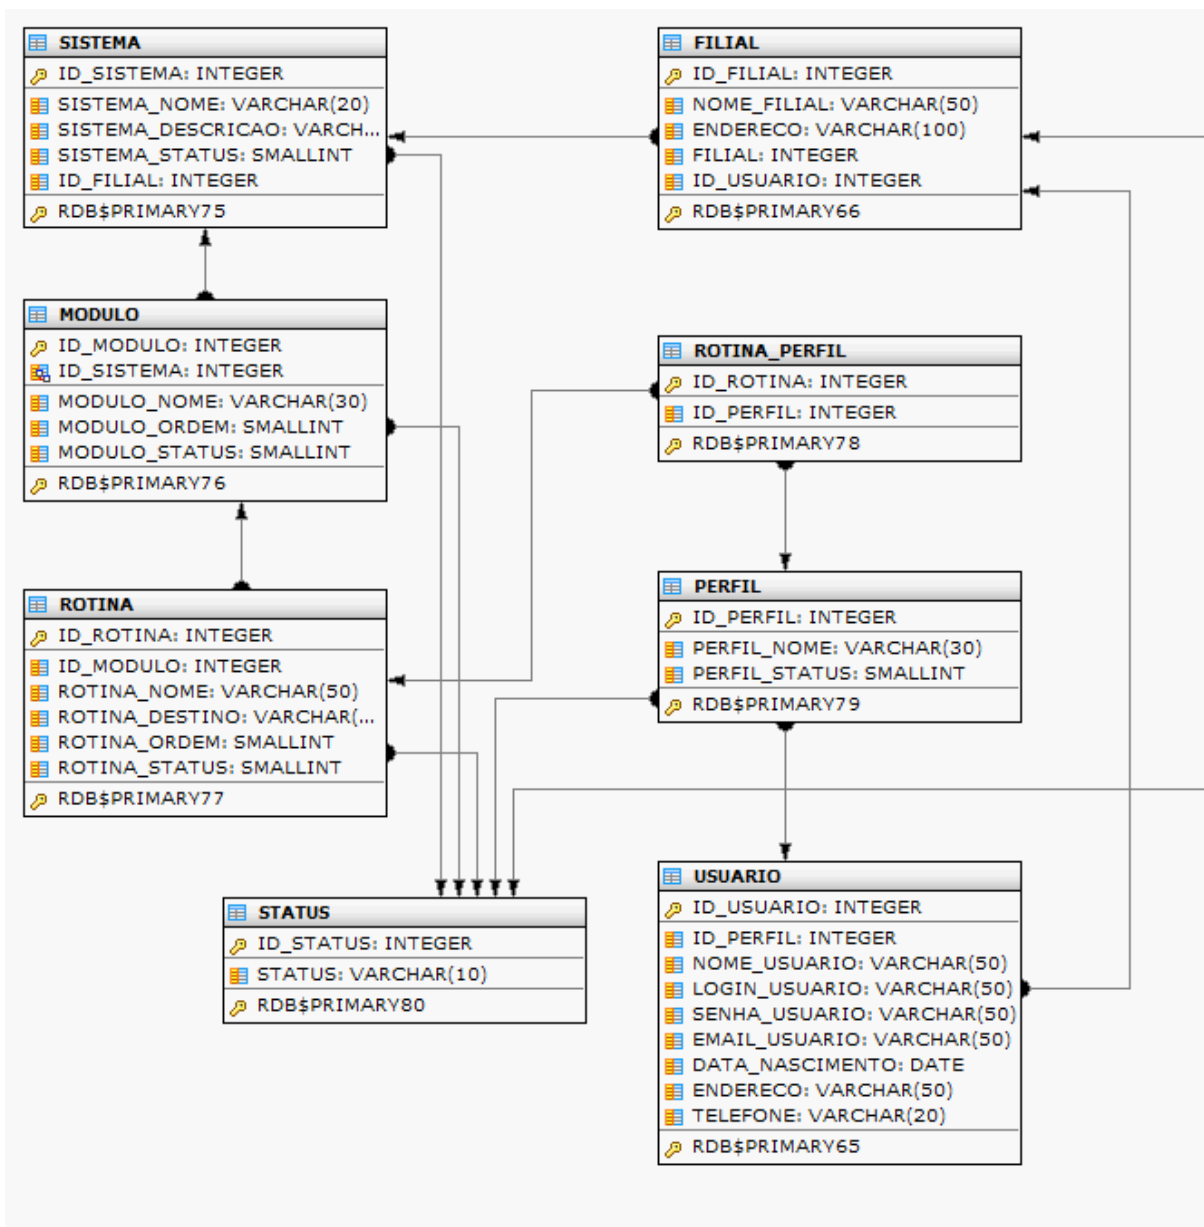 SISTEMA
ID_SISTEMA: INTEGER
SISTEMA_NOME: VARCHAR(20)
SISTEMA_DESCRICAO: VARCH...
SISTEMA_STATUS: SMALLINT
ID_FILIAL: INTEGER
RDB$PRIMARY75
FILIAL
ID_FILIAL: INTEGER
NOME_FILIAL: VARCHAR(50)
ENDERECO: VARCHAR(100)
FILIAL: INTEGER
ID_USUARIO: INTEGER
RDB$PRIMARY66
MODULO
ID_MODULO: INTEGER
ID_SISTEMA: INTEGER
MODULO_NOME: VARCHAR(30)
MODULO_ORDEM: SMALLINT
MODULO_STATUS: SMALLINT
RDB$PRIMARY76
ROTINA_PERFIL
ID_ROTINA: INTEGER
ID_PERFIL: INTEGER
RDB$PRIMARY78
ROTINA
ID_ROTINA: INTEGER
ID_MODULO: INTEGER
ROTINA_NOME: VARCHAR(50)
ROTINA_DESTINO: VARCHAR(...
ROTINA_ORDEM: SMALLINT
ROTINA_STATUS: SMALLINT
RDB$PRIMARY77
PERFIL
ID_PERFIL: INTEGER
PERFIL_NOME: VARCHAR(30)
PERFIL_STATUS: SMALLINT
RDB$PRIMARY79
STATUS
ID_STATUS: INTEGER
STATUS: VARCHAR(10)
RDB$PRIMARY80
USUARIO
ID_USUARIO: INTEGER
ID_PERFIL: INTEGER
NOME_USUARIO: VARCHAR(50)
LOGIN_USUARIO: VARCHAR(50)
SENHA_USUARIO: VARCHAR(50)
EMAIL_USUARIO: VARCHAR(50)
DATA_NASCIMENTO: DATE
ENDERECO: VARCHAR(50)
TELEFONE: VARCHAR(20)
RDB$PRIMARY65